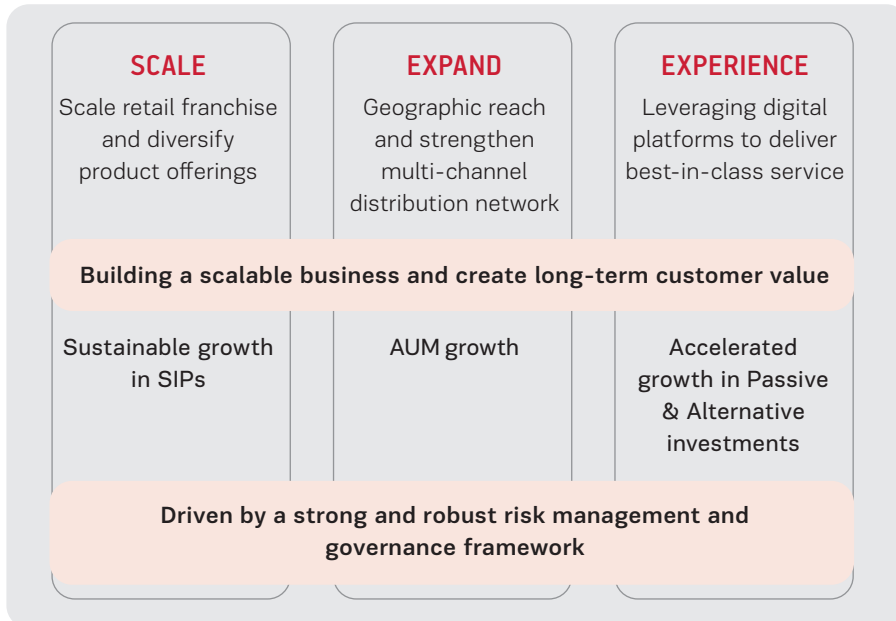 SCALE
Scale retail franchise
and diversify
product offerings
EXPAND
Geographic reach
and strengthen
multi-channel
distribution network
EXPERIENCE
Leveraging digital
platforms to deliver
best-in-class service
Building a scalable business and create long-term customer value
Sustainable growth
in SIPs
AUM growth
Accelerated
growth in Passive
& Alternative
investments
Driven by a strong and robust risk management and
governance framework